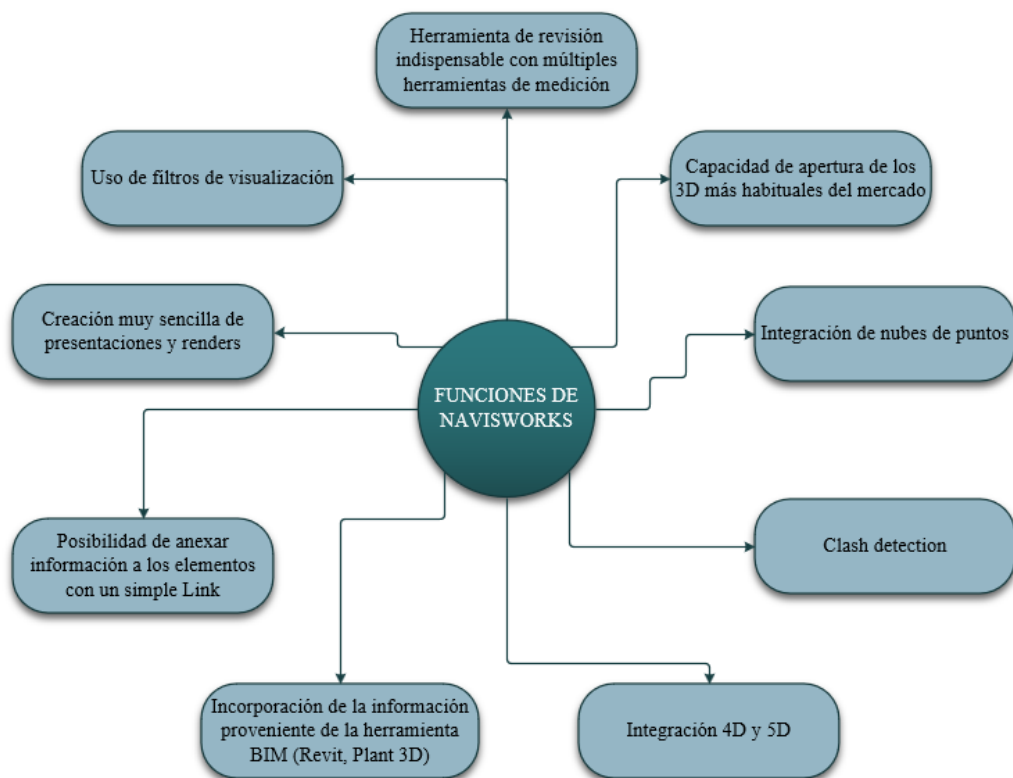 Herramienta de revisión
indispensable con múltiples
herramientas de medición
Uso de filtros de visualización
Capacidad de apertura de los
3D más habituales del mercado
Creación muy sencilla de
presentaciones y renders
Integración de nubes de puntos
FUNCIONES DE
NAVISWORKS
Posibilidad de anexar
información a los elementos
con un simple Link
Clash detection
Incorporación de la información
proveniente de la herramienta
BIM (Revit, Plant 3D)
Integración 4D y 5D